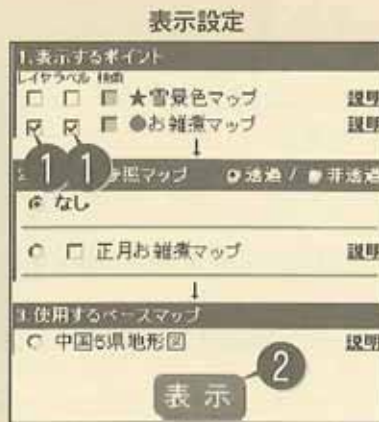 表示設定
1.表示するポイント
レイヤ ラベル 検索
★雪景色マップ 説明
●お雑煮マップ 説明
↓
1 1
照マップ 透過 / 非透過
なし
正月お雑煮マップ 説明
↓
3.使用するベースマップ
中国5県地形図 説明
2
表示